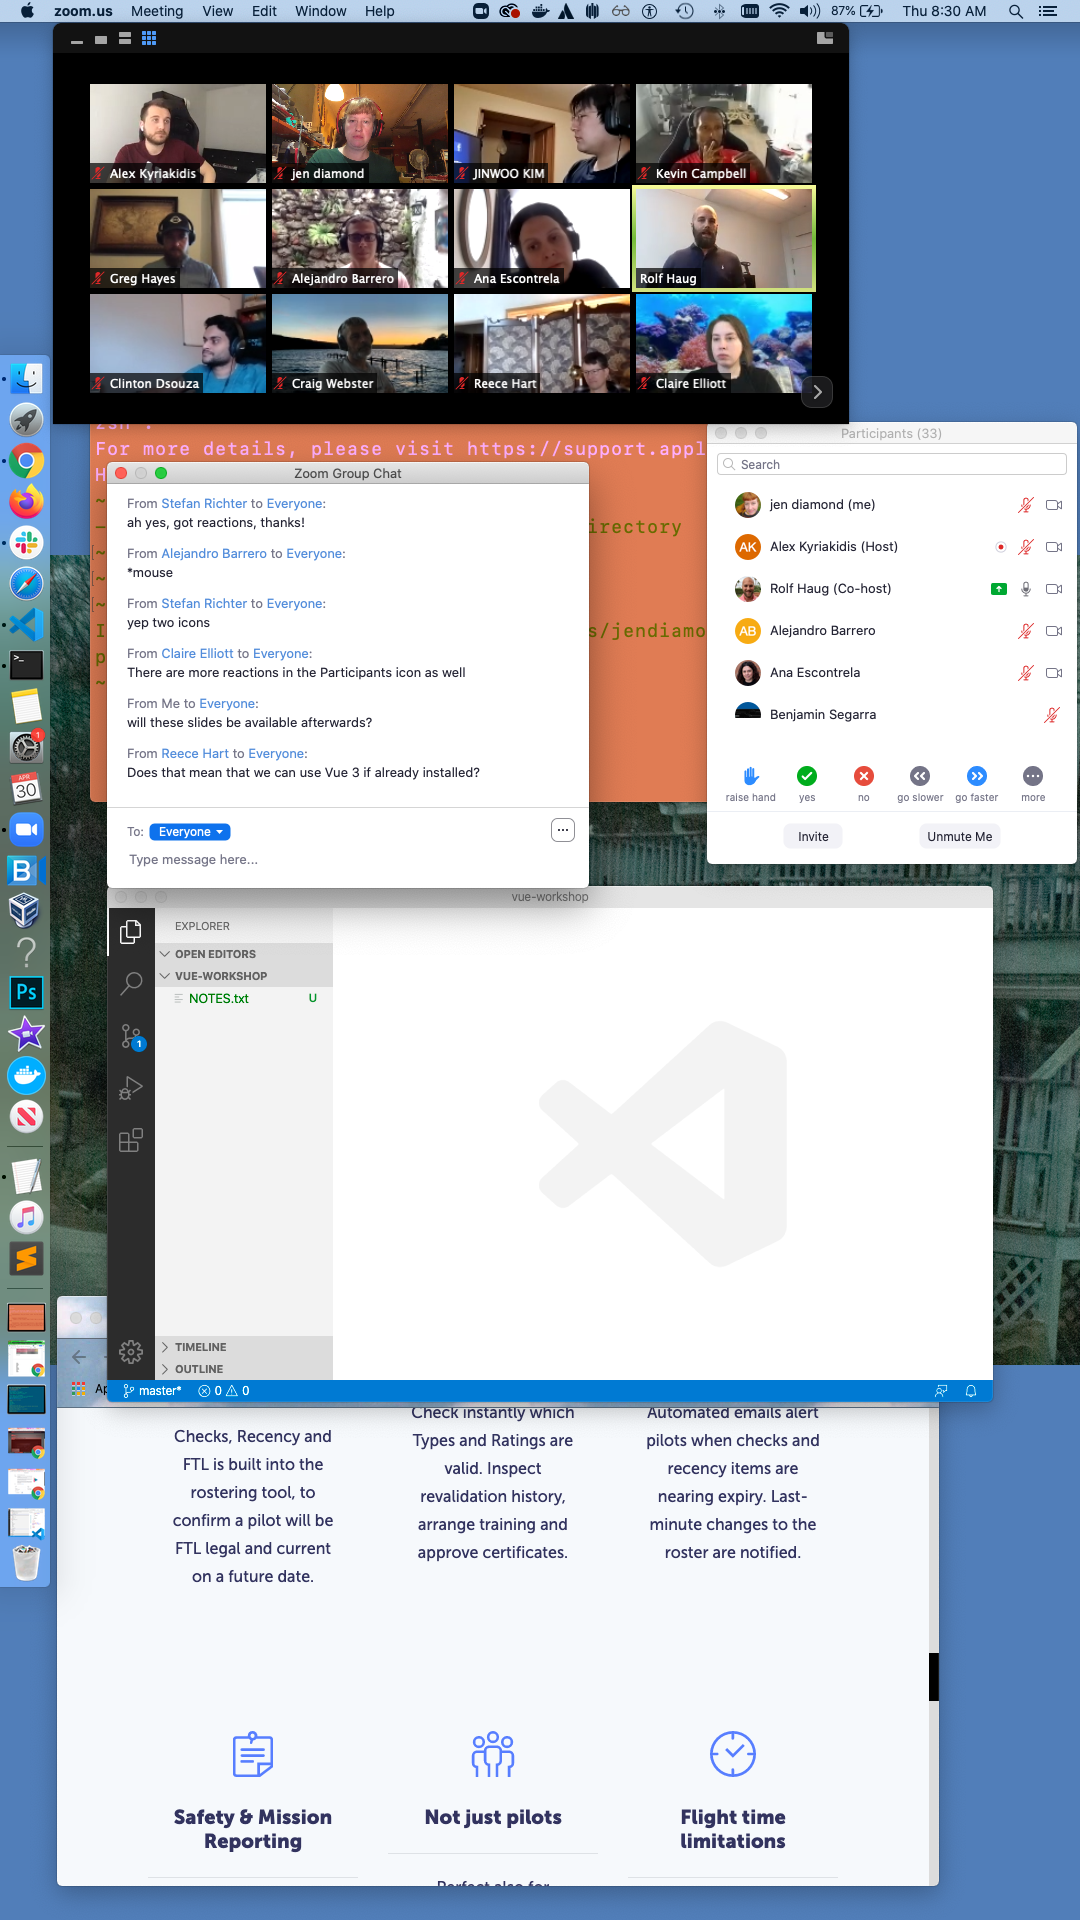 zoom.us Meeting View Edit Window Help 87% Thu 8:30 AM
Alex Kyriakidis
jen diamond
JINWOO KIM
Kevin Campbell
Greg Hayes
Alejandro Barrero
Ana Escontrela
Rolf Haug
Clinton Dsouza
Craig Webster
Reece Hart
Claire Elliott
For more details, please visit https://support.appl
H
irectory
I
s/jendiamo
p
Zoom Group Chat
From Stefan Richter to Everyone:
ah yes, got reactions, thanks!
From Alejandro Barrero to Everyone:
*mouse
From Stefan Richter to Everyone:
yep two icons
From Claire Elliott to Everyone:
There are more reactions in the Participants icon as well
From Me to Everyone:
will these slides be available afterwards?
From Reece Hart to Everyone:
Does that mean that we can use Vue 3 if already installed?
To: Everyone
Type message here...
Participants (33)
Search
jen diamond (me)
AK Alex Kyriakidis (Host)
Rolf Haug (Co-host)
AB Alejandro Barrero
Ana Escontrela
Benjamin Segarra
raise hand yes no go slower go faster more
Invite Unmute Me
1
APR
30
B
?
Ps
vue-workshop
EXPLORER
OPEN EDITORS
VUE-WORKSHOP
NOTES.txt U
1
TIMELINE
OUTLINE
master* 0 0
Ap
Checks, Recency and
FTL is built into the
rostering tool, to
confirm a pilot will be
FTL legal and current
on a future date.
Check instantly which
Types and Ratings are
valid. Inspect
revalidation history,
arrange training and
approve certificates.
Automated emails alert
pilots when checks and
recency items are
nearing expiry. Last-
minute changes to the
roster are notified.
Safety & Mission
Reporting
Not just pilots
Flight time
limitations
Perfect also for